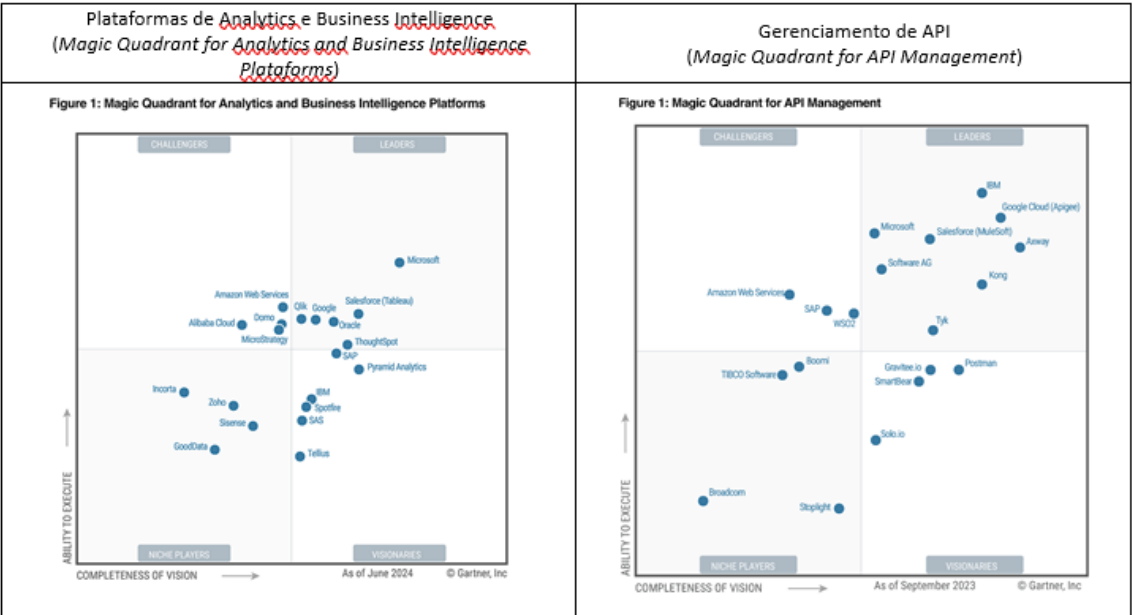 Plataformas de Analytics e Business Intelligence
(Magic Quadrant for Analytics and Business Intelligence
Plataforms)
Figure 1: Magic Quadrant for Analytics and Business Intelligence Platforms
CHALLENGERS
LEADERS
Microsoft
Amazon Web Services
Qlik
Google
Salesforce (Tableau)
Alibaba Cloud
Domo
Oracle
MicroStrategy
ThoughtSpot
SAP
Pyramid Analytics
Incorta
IBM
Zoho
Spotfire
Sisense
SAS
GoodData
Tellius
ABILITY TO EXECUTE
NICHE PLAYERS
VISIONARIES
COMPLETENESS OF VISION
As of June 2024
© Gartner, Inc
Gerenciamento de API
(Magic Quadrant for API Management)
Figure 1: Magic Quadrant for API Management
CHALLENGERS
LEADERS
IBM
Google Cloud (Apigee)
Microsoft
Salesforce (MuleSoft)
Axway
Software AG
Kong
Amazon Web Services
SAP
WSO2
Tyk
Boomi
TIBCO Software
Gravitee.io
Postman
SmartBear
Solo.io
Broadcom
Stoplight
ABILITY TO EXECUTE
NICHE PLAYERS
VISIONARIES
COMPLETENESS OF VISION
As of September 2023
© Gartner, Inc